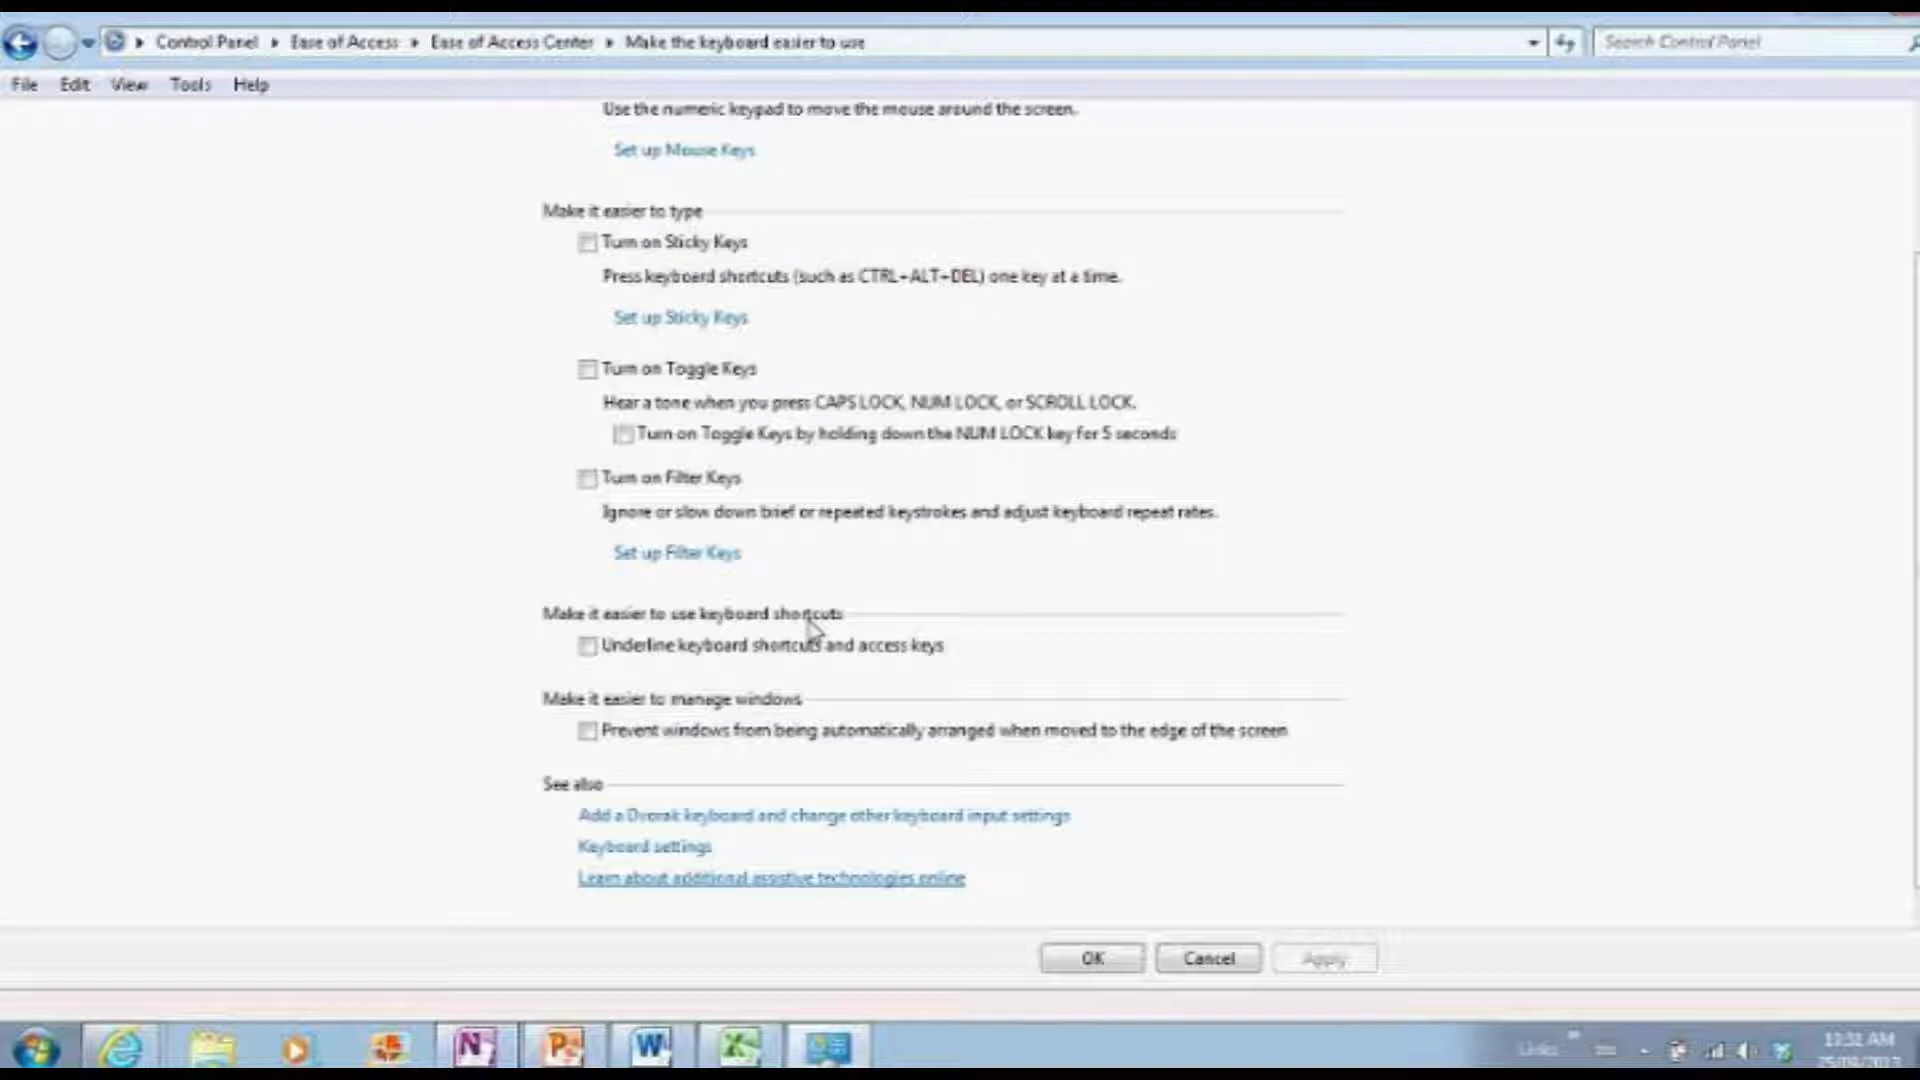 Control Panel Ease of Access Ease of Access Center Make the keyboard easier to use Search Control Panel
File Edit View Tools Help
Use the numeric keypad to move the mouse around the screen.
Set up Mouse Keys
Make it easier to type
Turn on Sticky Keys
Press keyboard shortcuts (such as CTRL+ALT+DEL) one key at a time.
Set up Sticky Keys
Turn on Toggle Keys
Hear a tone when you press CAPS LOCK, NUM LOCK, or SCROLL LOCK.
Turn on Toggle Keys by holding down the NUM LOCK key for 5 seconds
Turn on Filter Keys
Ignore or slow down brief or repeated keystrokes and adjust keyboard repeat rates.
Set up Filter Keys
Make it easier to use keyboard shortcuts
Underline keyboard shortcuts and access keys
Make it easier to manage windows
Prevent windows from being automatically arranged when moved to the edge of the screen
See also
Add a Dvorak keyboard and change other keyboard input settings
Keyboard settings
Learn about additional assistive technologies online
OK Cancel Apply
Links